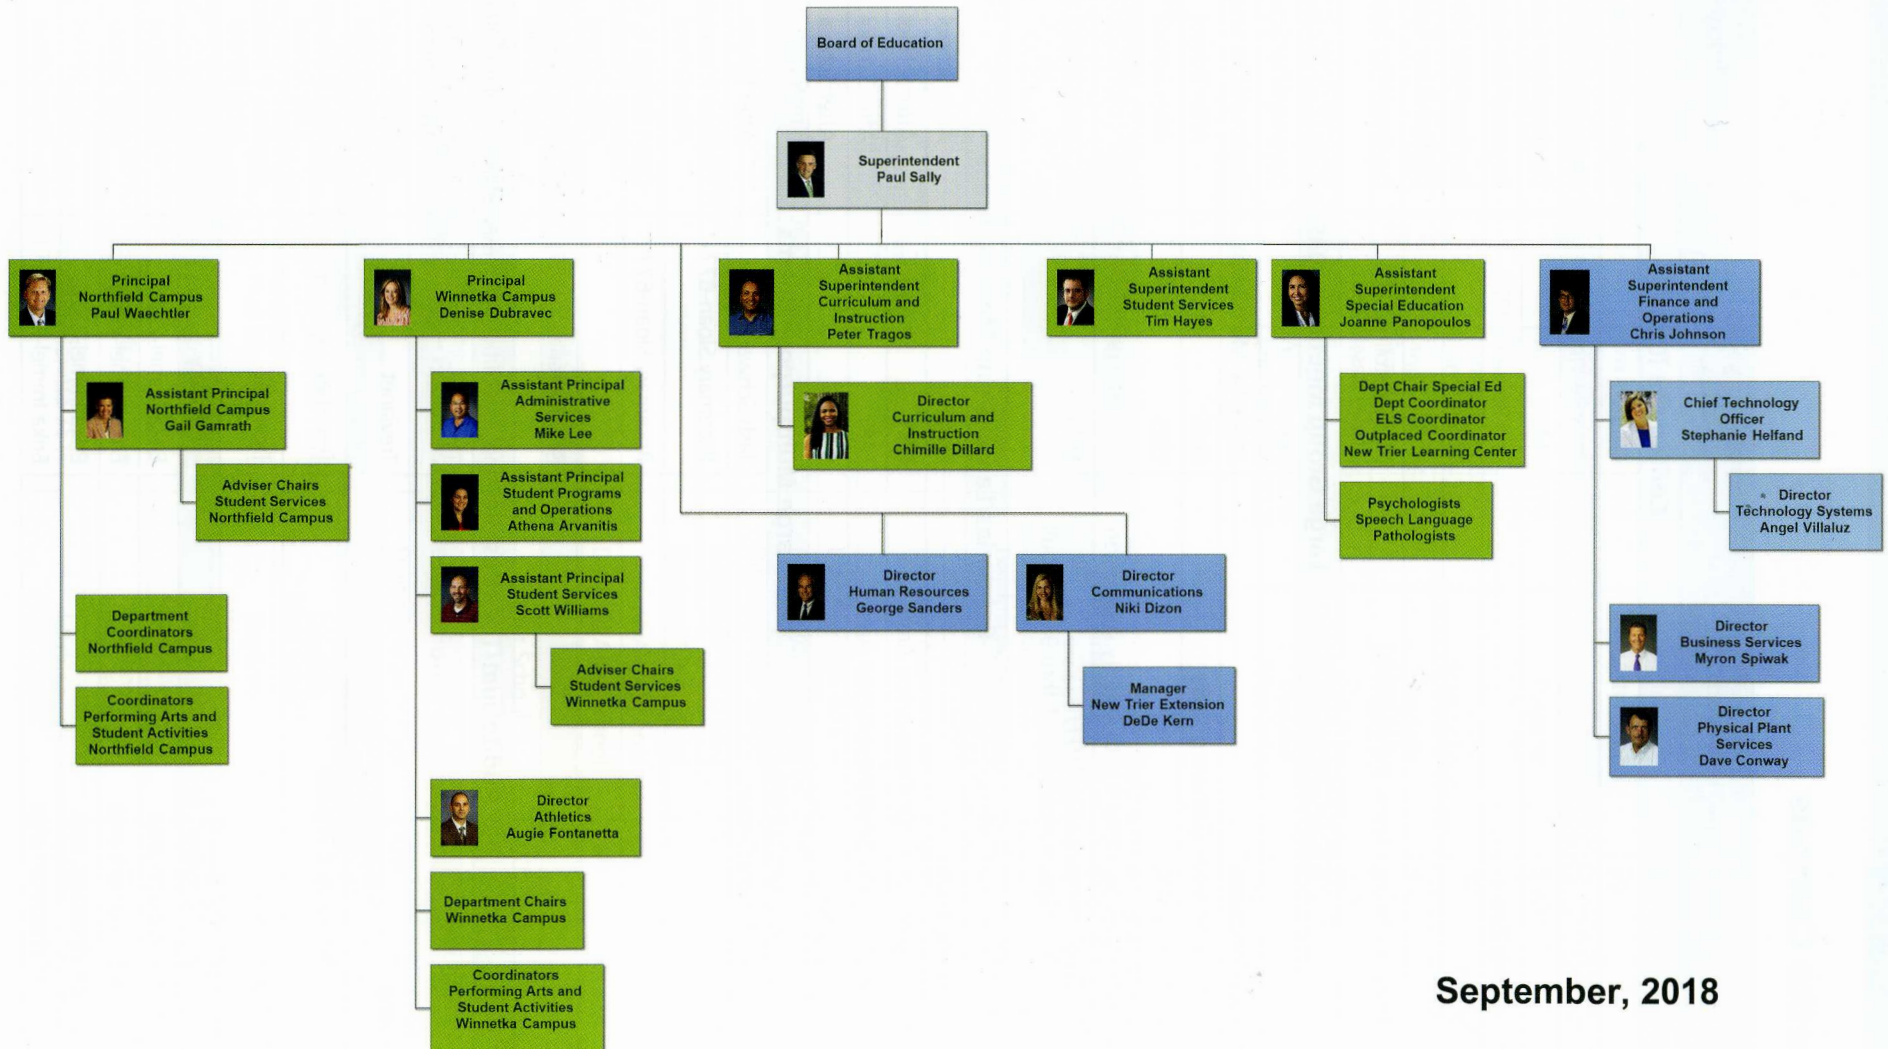 Board of Education
Superintendent
Paul Sally
Principal
Northfield Campus
Paul Waechtler
Principal
Winnetka Campus
Denise Dubravec
Assistant
Superintendent
Curriculum and
Instruction
Peter Tragos
Assistant
Superintendent
Student Services
Tim Hayes
Assistant
Superintendent
Special Education
Joanne Panopoulos
Assistant
Superintendent
Finance and
Operations
Chris Johnson
Assistant Principal
Northfield Campus
Gail Gamrath
Adviser Chairs
Student Services
Northfield Campus
Department
Coordinators
Northfield Campus
Coordinators
Performing Arts and
Student Activities
Northfield Campus
Assistant Principal
Administrative
Services
Mike Lee
Assistant Principal
Student Programs
and Operations
Athena Arvanitis
Assistant Principal
Student Services
Scott Williams
Adviser Chairs
Student Services
Winnetka Campus
Director
Athletics
Augie Fontanetta
Department Chairs
Winnetka Campus
Coordinators
Performing Arts and
Student Activities
Winnetka Campus
Director
Curriculum and
Instruction
Chimille Dillard
Director
Human Resources
George Sanders
Director
Communications
Niki Dizon
Manager
New Trier Extension
DeDe Kern
Dept Chair Special Ed
Dept Coordinator
ELS Coordinator
Outplaced Coordinator
New Trier Learning Center
Psychologists
Speech Language
Pathologists
Chief Technology
Officer
Stephanie Helfand
Director
Technology Systems
Angel Villaluz
Director
Business Services
Myron Spiwak
Director
Physical Plant
Services
Dave Conway
September, 2018